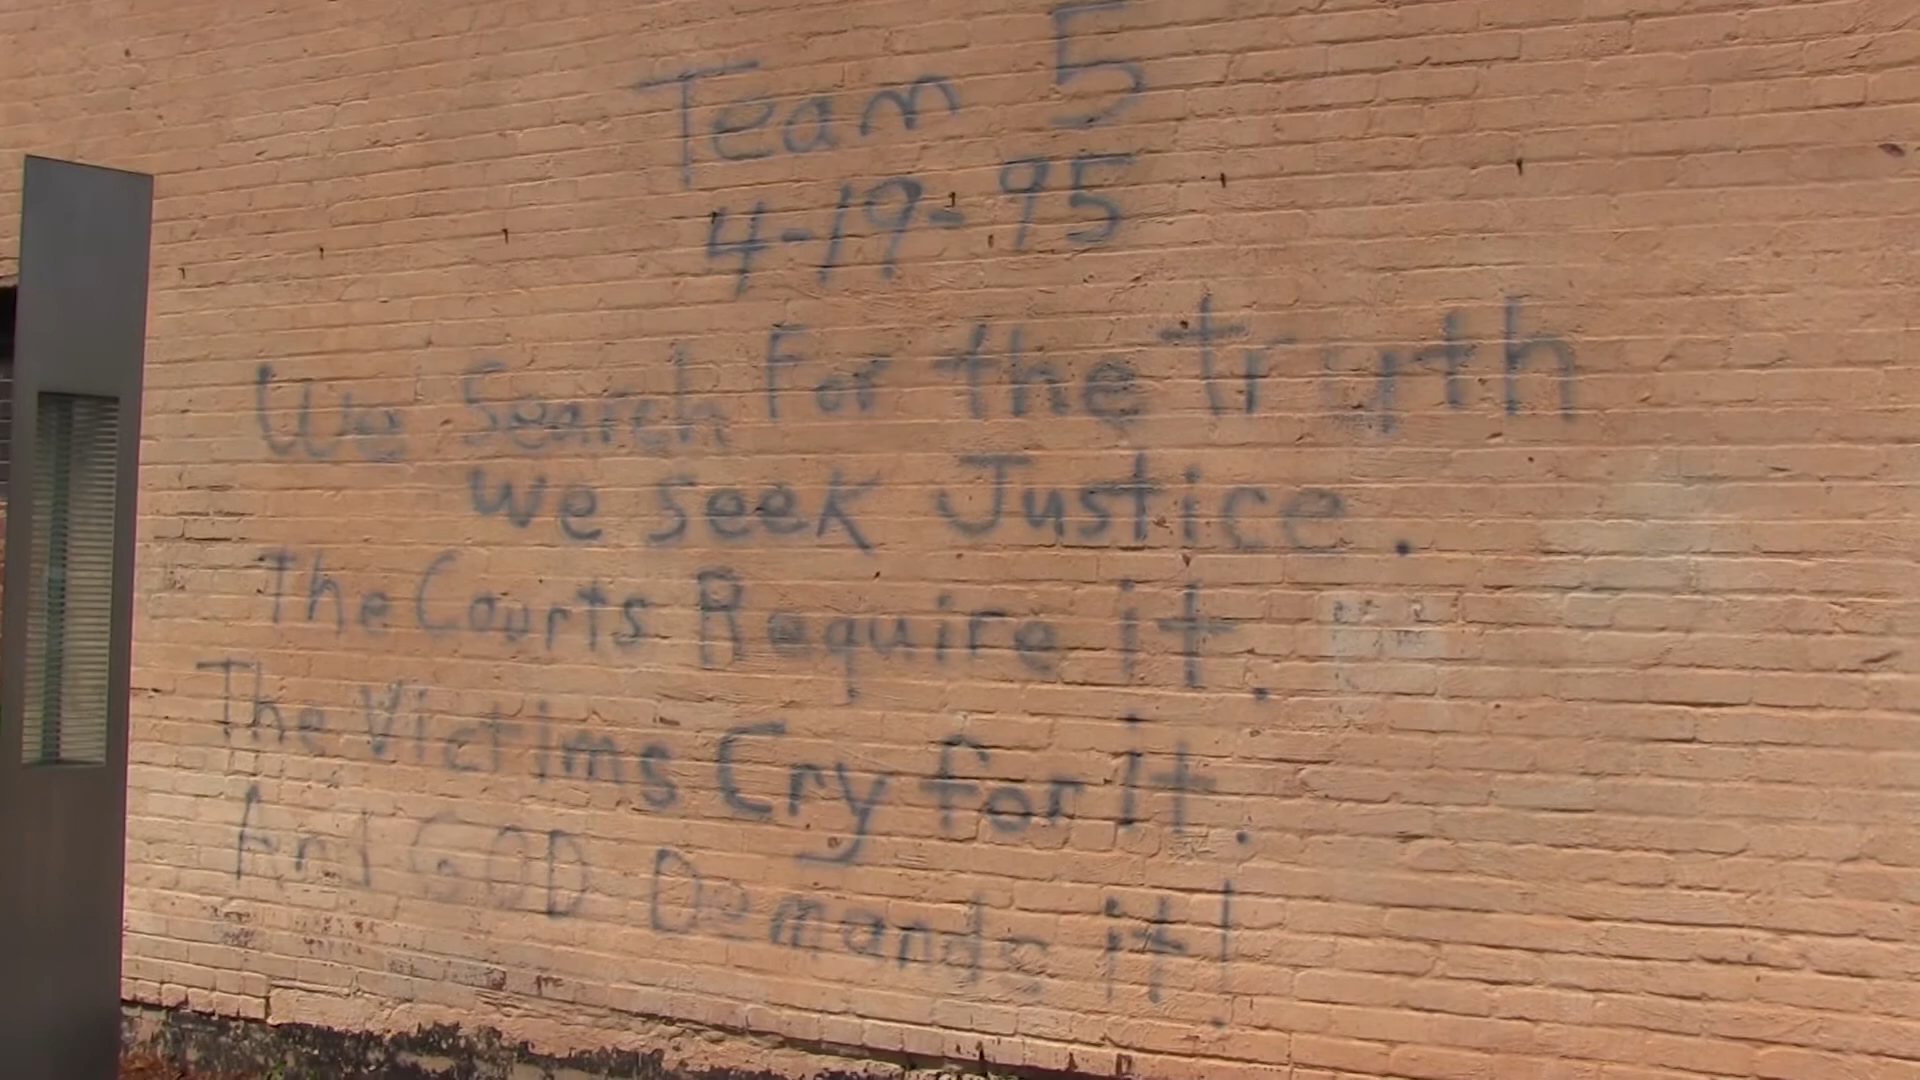 Team 5
4-19-95
We Search For the truth
we seek Justice.
The Courts Require it.
The Victims Cry for it.
And GOD Demands it!